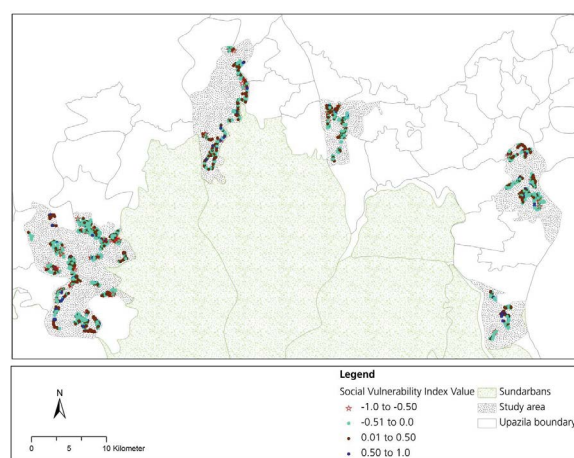 Legend
Social Vulnerability Index Value
-1.0 to -0.50
-0.51 to 0.0
0.01 to 0.50
0.50 to 1.0
Sundarbans
Study area
Upazila boundary
N
0 5 10 Kilometer